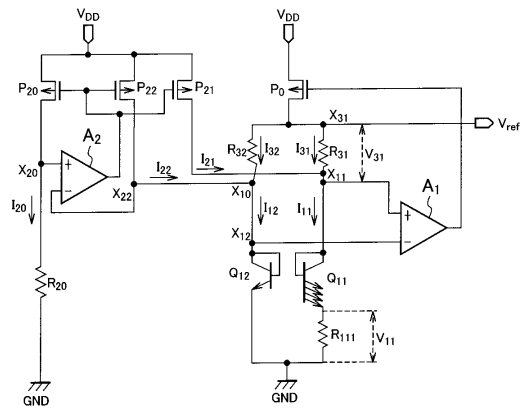 VDD
VDD
P20
P22
P21
P0
A2
X31
Vref
R32
I32
I31
R31
V31
X20
I22
I21
X22
X10
X11
A1
I20
I12
I11
X12
Q12
Q11
R20
R111
V11
GND
GND